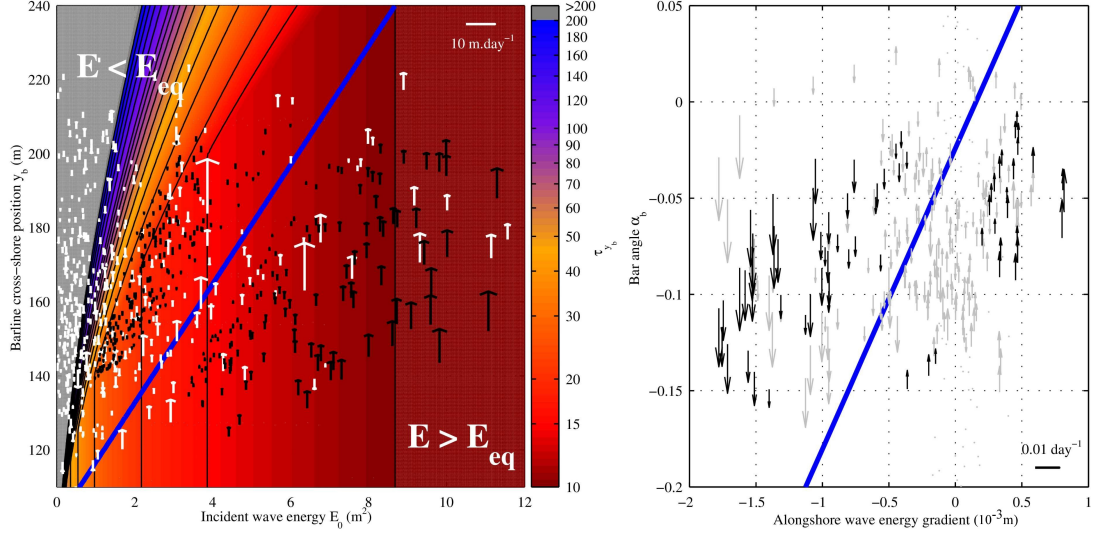 240
220
200
180
160
140
120
Barline cross-shore position y_b (m)
0 2 4 6 8 10 12
Incident wave energy E_0 (m²)
E < E_eq
E > E_eq
10 m.day⁻¹
>200
200
180
160
140
120
100
90
80
70
60
50
40
30
20
15
10
τ_y_b
0.05
0
−0.05
−0.1
−0.15
−0.2
Bar angle α_b
−2 −1.5 −1 −0.5 0 0.5 1
Alongshore wave energy gradient (10⁻³m)
0.01 day⁻¹